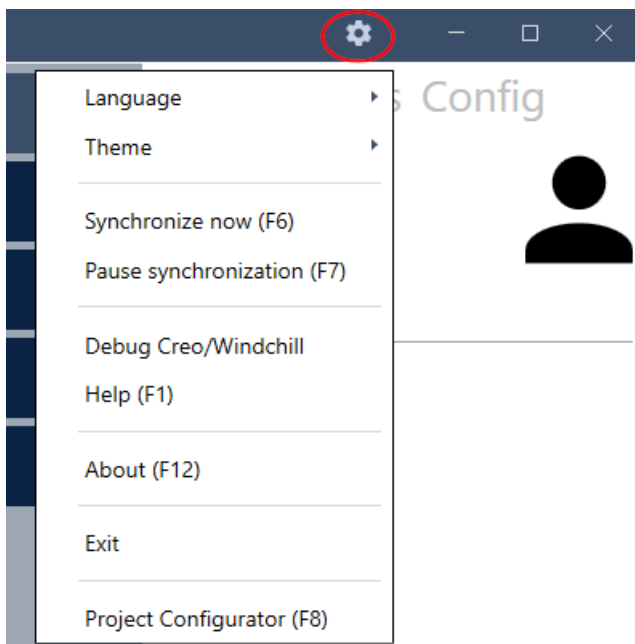 s Config
Language
Theme
Synchronize now (F6)
Pause synchronization (F7)
Debug Creo/Windchill
Help (F1)
About (F12)
Exit
Project Configurator (F8)